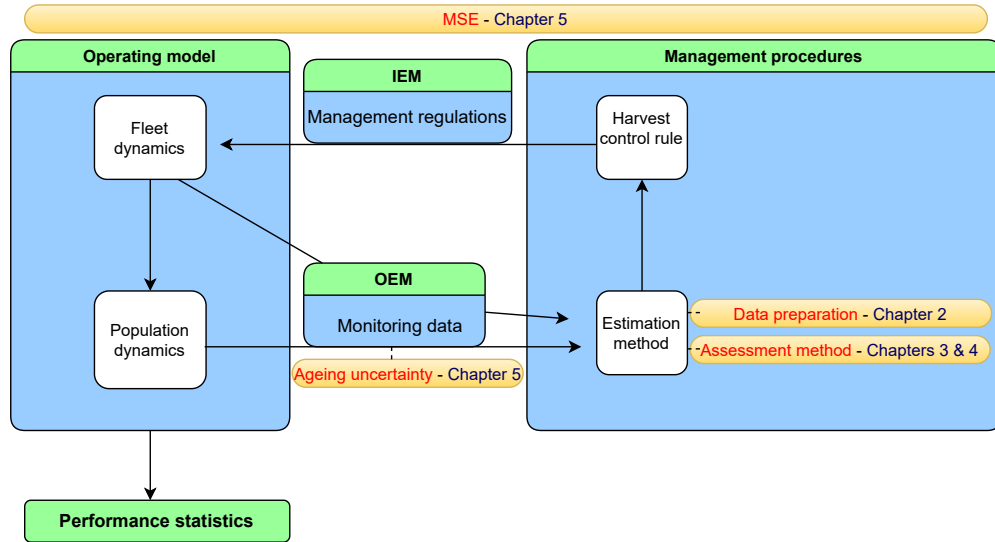 MSE - Chapter 5
Operating model
IEM
Management procedures
Management regulations
Fleet
dynamics
Harvest
control rule
OEM
Monitoring data
Population
dynamics
Estimation
method
Data preparation - Chapter 2
Assessment method - Chapters 3 & 4
Ageing uncertainty - Chapter 5
Performance statistics